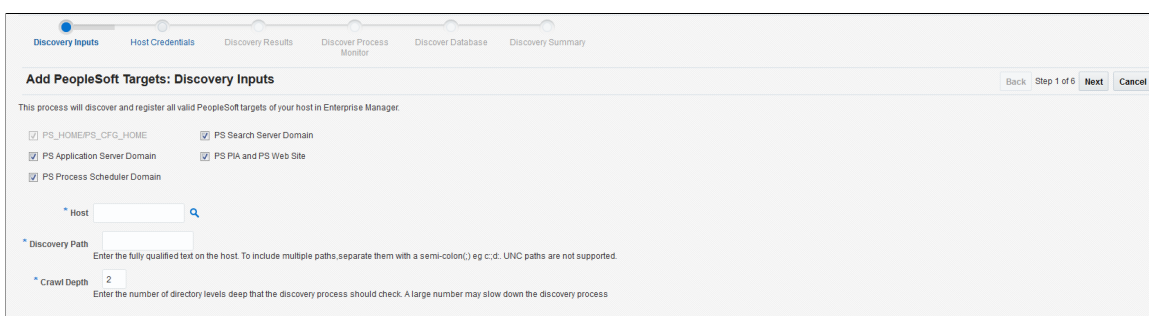 Discovery Inputs Host Credentials Discovery Results Discover Process Monitor Discover Database Discovery Summary
Add PeopleSoft Targets: Discovery Inputs Back Step 1 of 6 Next Cancel
This process will discover and register all valid PeopleSoft targets of your host in Enterprise Manager.
PS_HOME/PS_CFG_HOME PS Search Server Domain
PS Application Server Domain PS PIA and PS Web Site
PS Process Scheduler Domain
* Host
* Discovery Path
Enter the fully qualified text on the host. To include multiple paths,separate them with a semi-colon(;) eg c:;d:. UNC paths are not supported.
* Crawl Depth 2
Enter the number of directory levels deep that the discovery process should check. A large number may slow down the discovery process